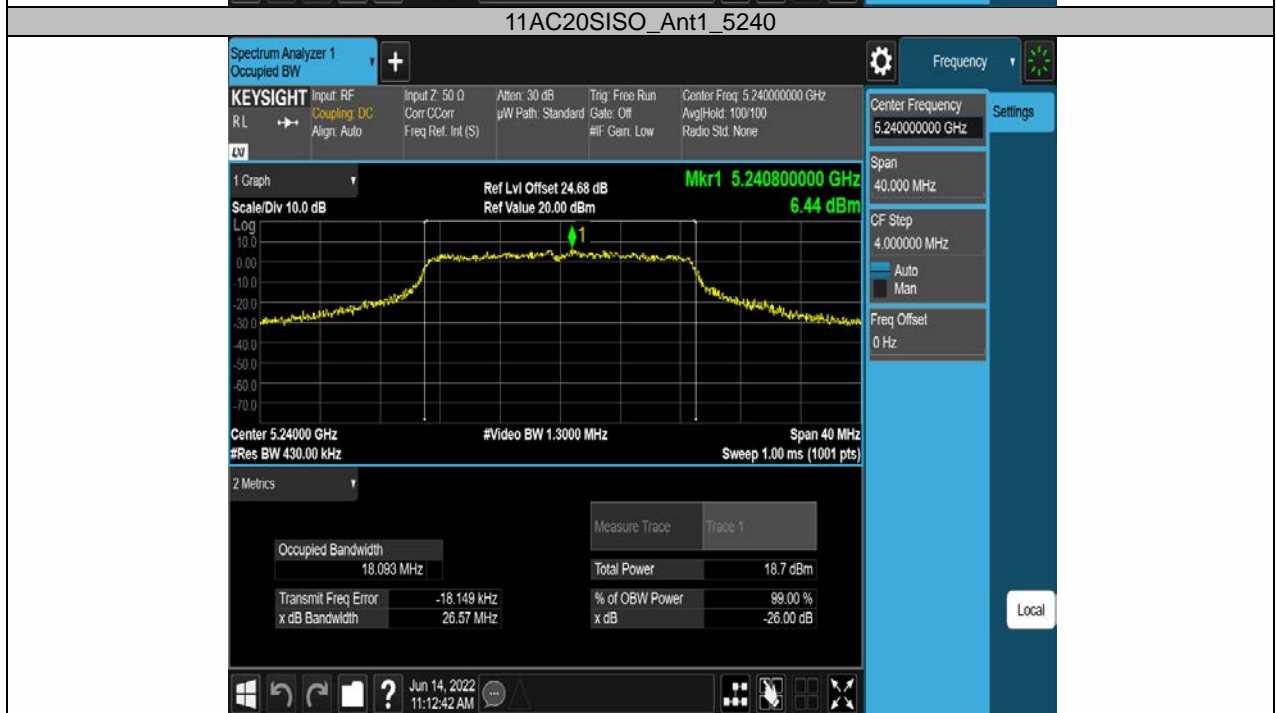 11AC20SISO_Ant1_5240
Spectrum Analyzer 1
Occupied BW
+
Frequency
KEYSIGHT
RL
LXI
Input: RF
Coupling: DC
Align: Auto
Input Z: 50 Ω
Corr CCorr
Freq Ref: Int (S)
Atten: 30 dB
µW Path: Standard
Trig: Free Run
Gate: Off
#IF Gain: Low
Center Freq: 5.240000000 GHz
Avg|Hold: 100/100
Radio Std: None
Center Frequency
5.240000000 GHz
Settings
Span
40.000 MHz
CF Step
4.000000 MHz
Auto
Man
Freq Offset
0 Hz
Local
1 Graph
Scale/Div 10.0 dB
Ref Lvl Offset 24.68 dB
Ref Value 20.00 dBm
Mkr1 5.240800000 GHz
6.44 dBm
Log
10.0
0.00
-10.0
-20.0
-30.0
-40.0
-50.0
-60.0
-70.0
1
Center 5.24000 GHz
#Video BW 1.3000 MHz
Span 40 MHz
#Res BW 430.00 kHz
Sweep 1.00 ms (1001 pts)
2 Metrics
Measure Trace Trace 1
Occupied Bandwidth
18.093 MHz
Total Power 18.7 dBm
Transmit Freq Error -18.149 kHz
% of OBW Power 99.00 %
x dB Bandwidth 26.57 MHz
x dB -26.00 dB
?
Jun 14, 2022
11:12:42 AM